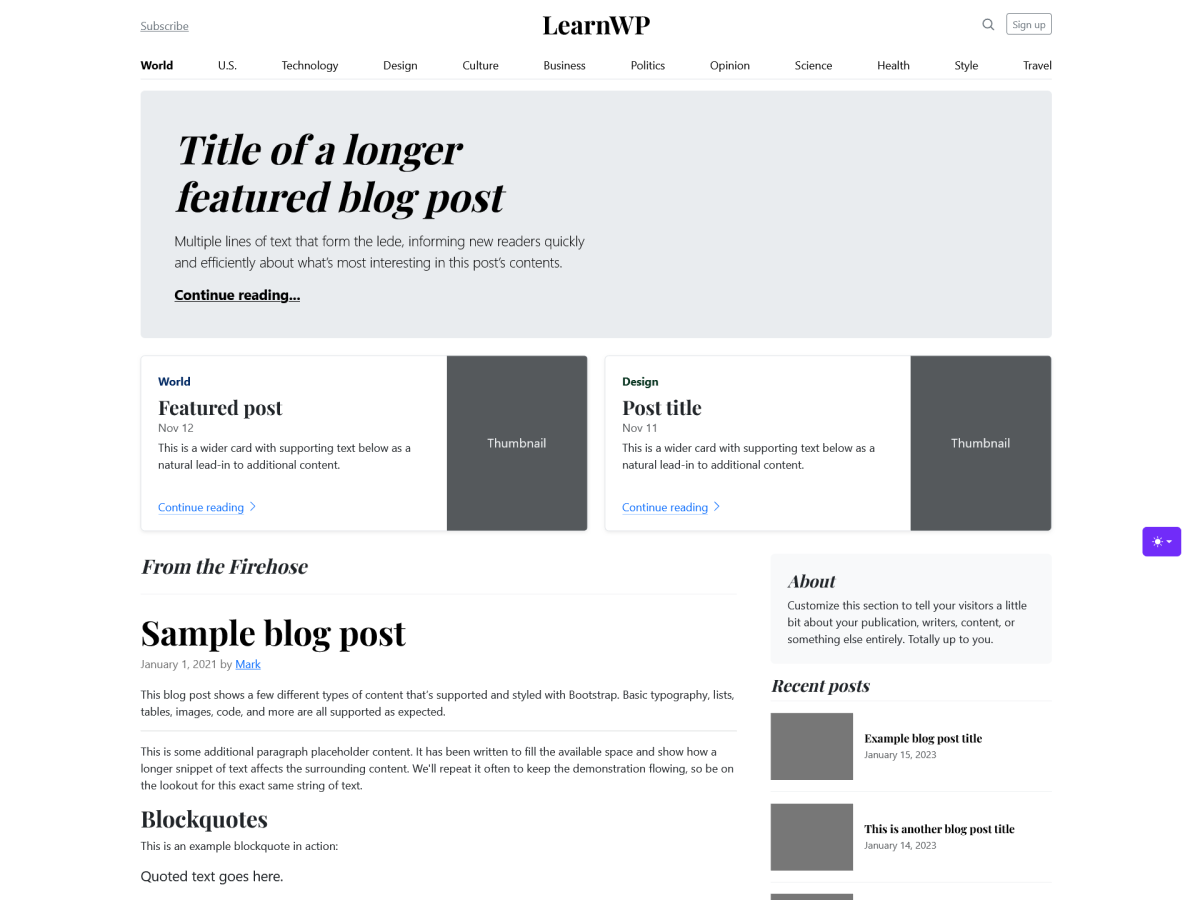 Subscribe
LearnWP
Sign up
World
U.S.
Technology
Design
Culture
Business
Politics
Opinion
Science
Health
Style
Travel
Title of a longer
featured blog post
Multiple lines of text that form the lede, informing new readers quickly
and efficiently about what's most interesting in this post's contents.
Continue reading...
World
Featured post
Nov 12
This is a wider card with supporting text below as a
natural lead-in to additional content.
Continue reading
Thumbnail
Design
Post title
Nov 11
This is a wider card with supporting text below as a
natural lead-in to additional content.
Continue reading
Thumbnail
From the Firehose
Sample blog post
January 1, 2021 by Mark
This blog post shows a few different types of content that's supported and styled with Bootstrap. Basic typography, lists,
tables, images, code, and more are all supported as expected.
This is some additional paragraph placeholder content. It has been written to fill the available space and show how a
longer snippet of text affects the surrounding content. We'll repeat it often to keep the demonstration flowing, so be on
the lookout for this exact same string of text.
Blockquotes
This is an example blockquote in action:
Quoted text goes here.
About
Customize this section to tell your visitors a little
bit about your publication, writers, content, or
something else entirely. Totally up to you.
Recent posts
Example blog post title
January 15, 2023
This is another blog post title
January 14, 2023